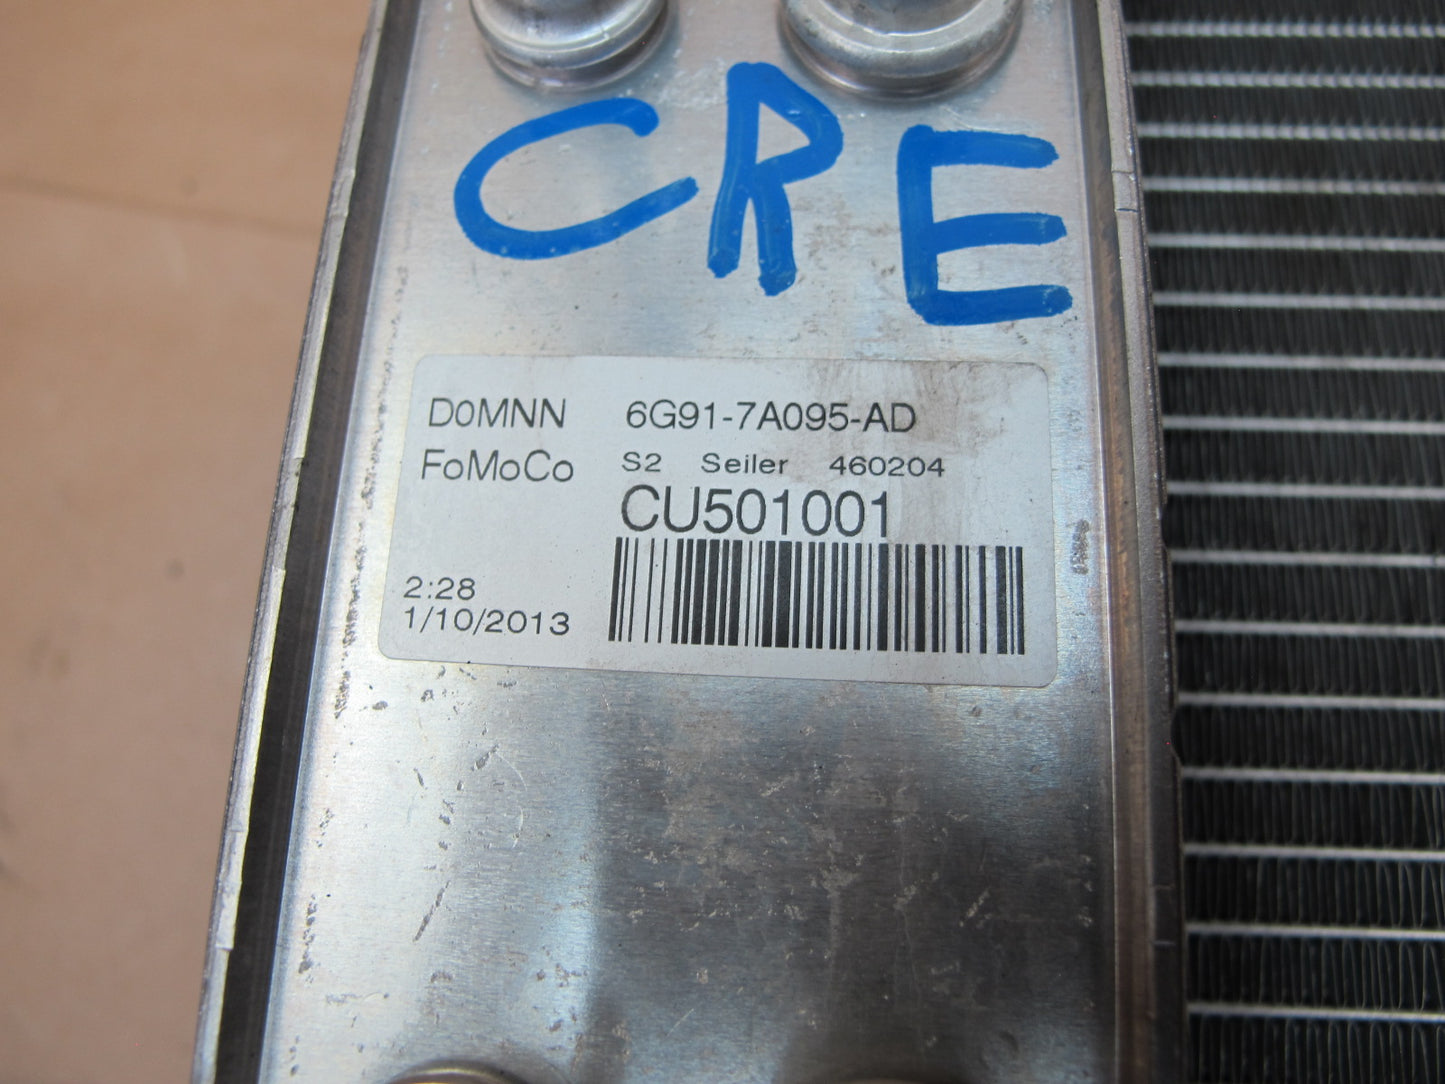 CRE
D0MNN 6G91-7A095-AD
FoMoCo S2 Seiler 460204
CU501001
2:28
1/10/2013